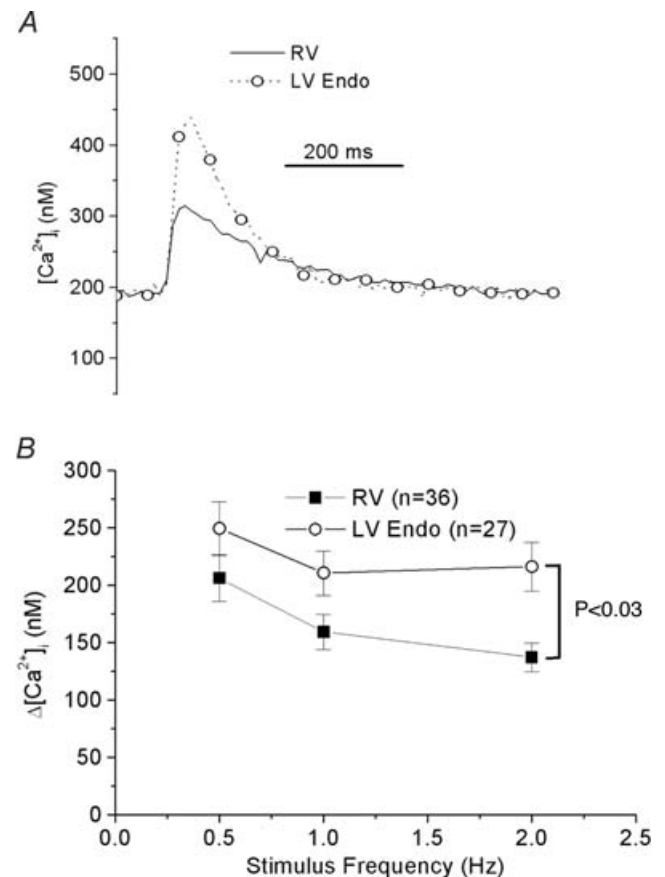 A
RV
LV Endo
200 ms
500
400
300
200
100
[Ca2+]i (nM)
B
RV (n=36)
LV Endo (n=27)
P<0.03
300
250
200
150
100
50
0
Δ[Ca2+]i (nM)
0.0 0.5 1.0 1.5 2.0 2.5
Stimulus Frequency (Hz)